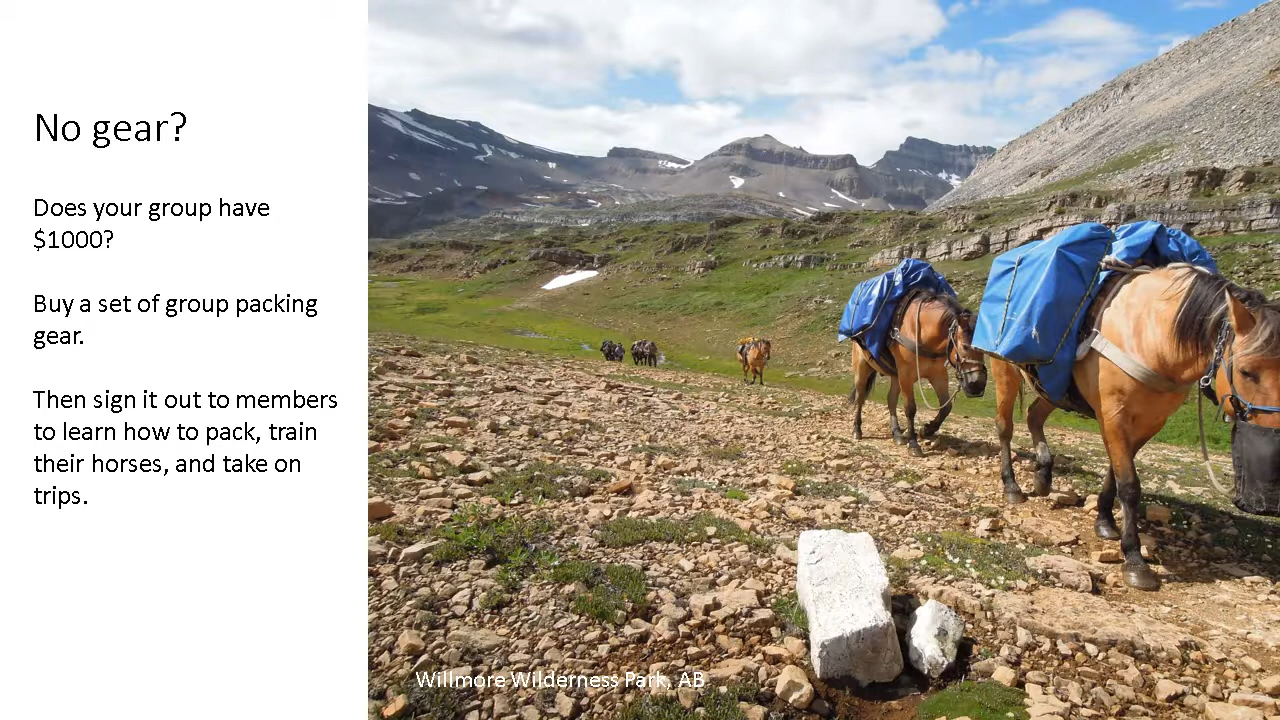 No gear?
Does your group have
$1000?
Buy a set of group packing
gear.
Then sign it out to members
to learn how to pack, train
their horses, and take on
trips.
Willmore Wilderness Park, AB